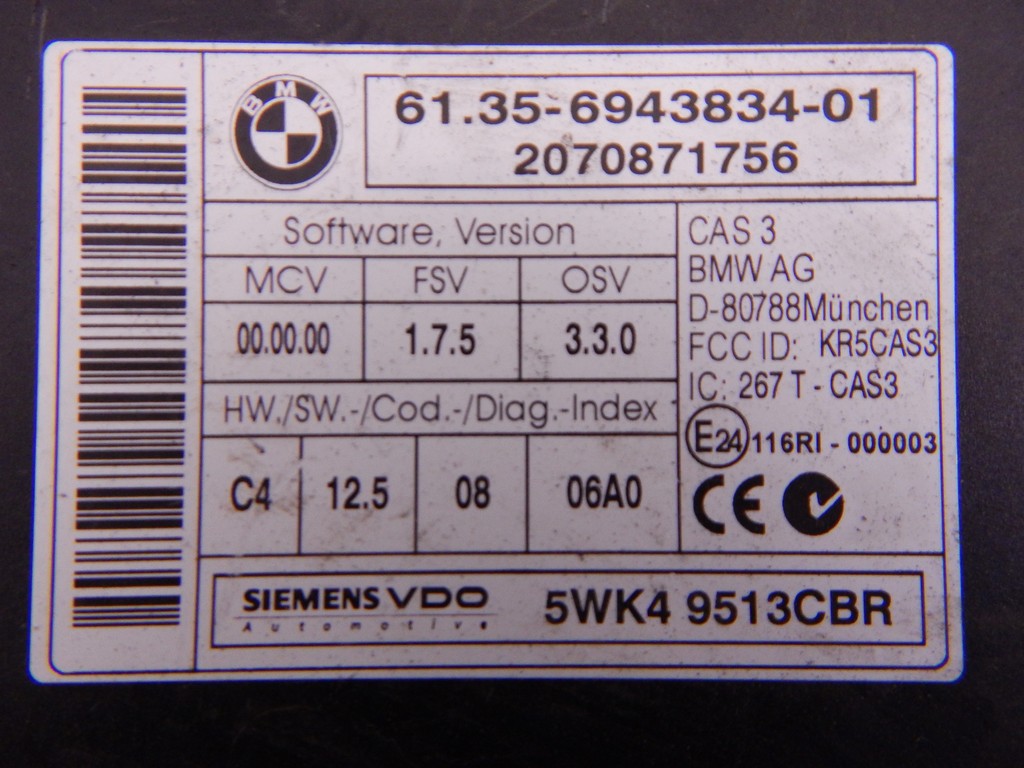 BMW
61.35-6943834-01
2070871756
Software, Version
MCV FSV OSV
00.00.00 1.7.5 3.3.0
HW./SW.-/Cod.-/Diag.-Index
C4 12.5 08 06A0
CAS 3
BMW AG
D-80788München
FCC ID: KR5CAS3
IC: 267 T - CAS3
E24 116RI - 000003
CE
SIEMENS VDO
Automotive
5WK4 9513CBR